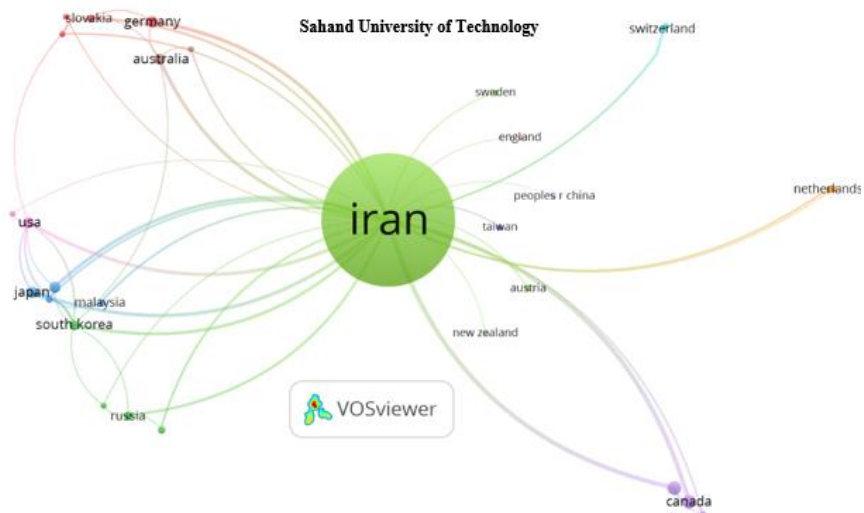 slovakia
germany
Sahand University of Technology
switzerland
australia
sweden
england
netherlands
peoples r china
iran
usa
taiwan
japan
malaysia
austria
south korea
new zealand
russia
VOSviewer
canada